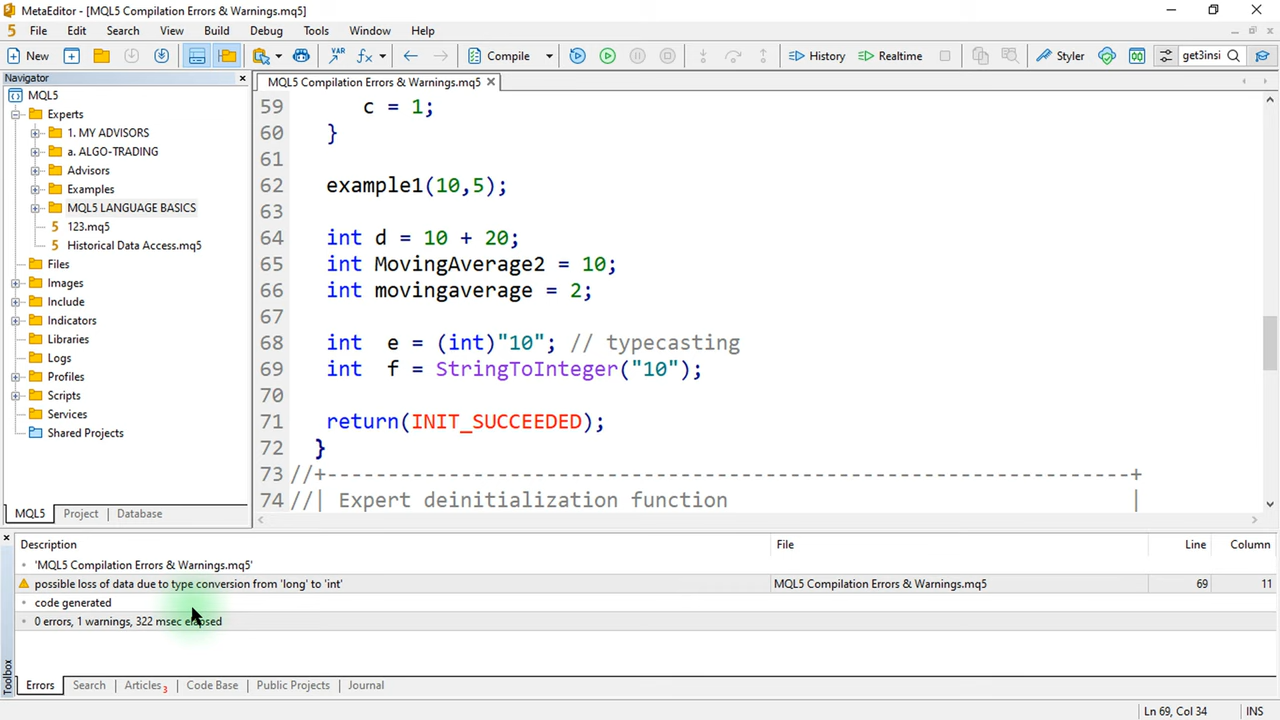 MetaEditor - [MQL5 Compilation Errors & Warnings.mq5]
5 File Edit Search View Build Debug Tools Window Help
New VAR fx Compile History Realtime Styler get3insi
Navigator
MQL5 Compilation Errors & Warnings.mq5
MQL5
Experts
1. MY ADVISORS
a. ALGO-TRADING
Advisors
Examples
MQL5 LANGUAGE BASICS
5 123.mq5
5 Historical Data Access.mq5
Files
Images
Include
Indicators
Libraries
Logs
Profiles
Scripts
Services
Shared Projects
MQL5 Project Database
59 c = 1;
60 }
61
62 example1(10,5);
63
64 int d = 10 + 20;
65 int MovingAverage2 = 10;
66 int movingaverage = 2;
67
68 int e = (int)"10"; // typecasting
69 int f = StringToInteger("10");
70
71 return(INIT_SUCCEEDED);
72 }
73 //+------------------------------------------------------------------+
74 //| Expert deinitialization function |
Description File Line Column
'MQL5 Compilation Errors & Warnings.mq5'
possible loss of data due to type conversion from 'long' to 'int' MQL5 Compilation Errors & Warnings.mq5 69 11
code generated
0 errors, 1 warnings, 322 msec elapsed
Toolbox
Errors Search Articles 3 Code Base Public Projects Journal
Ln 69, Col 34 INS